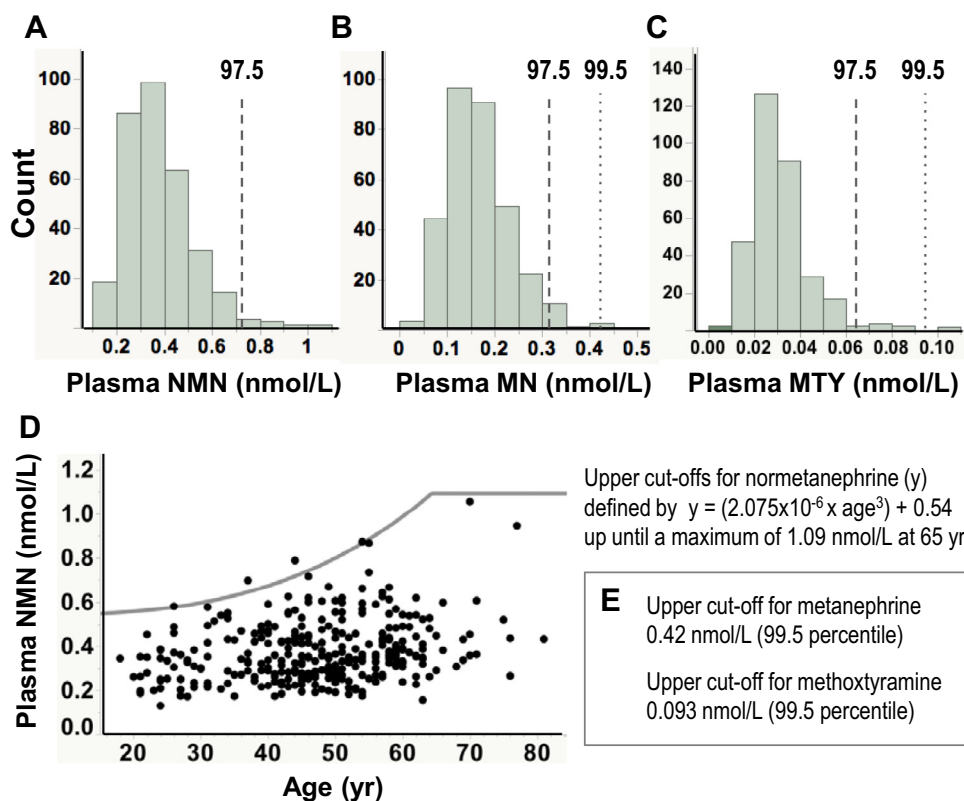 A
97.5
100
80
60
40
20
0.2
0.4
0.6
0.8
1
Count
Plasma NMN (nmol/L)
B
97.5
99.5
100
80
60
40
20
0
0.1
0.2
0.3
0.4
0.5
Plasma MN (nmol/L)
C
97.5
99.5
140
120
100
80
60
40
20
0.00
0.02
0.04
0.06
0.08
0.10
Plasma MTY (nmol/L)
D
1.2
1.0
0.8
0.6
0.4
0.2
0.0
Plasma NMN (nmol/L)
20
30
40
50
60
70
80
Age (yr)
Upper cut-offs for normetanephrine (y)
defined by y = (2.075x10⁻⁶ x age³) + 0.54
up until a maximum of 1.09 nmol/L at 65 yr
E
Upper cut-off for metanephrine
0.42 nmol/L (99.5 percentile)
Upper cut-off for methoxtyramine
0.093 nmol/L (99.5 percentile)